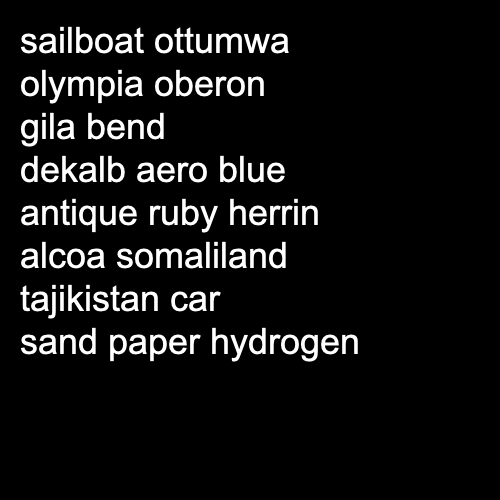 sailboat ottumwa
olympia oberon
gila bend
dekalb aero blue
antique ruby herrin
alcoa somaliland
tajikistan car
sand paper hydrogen